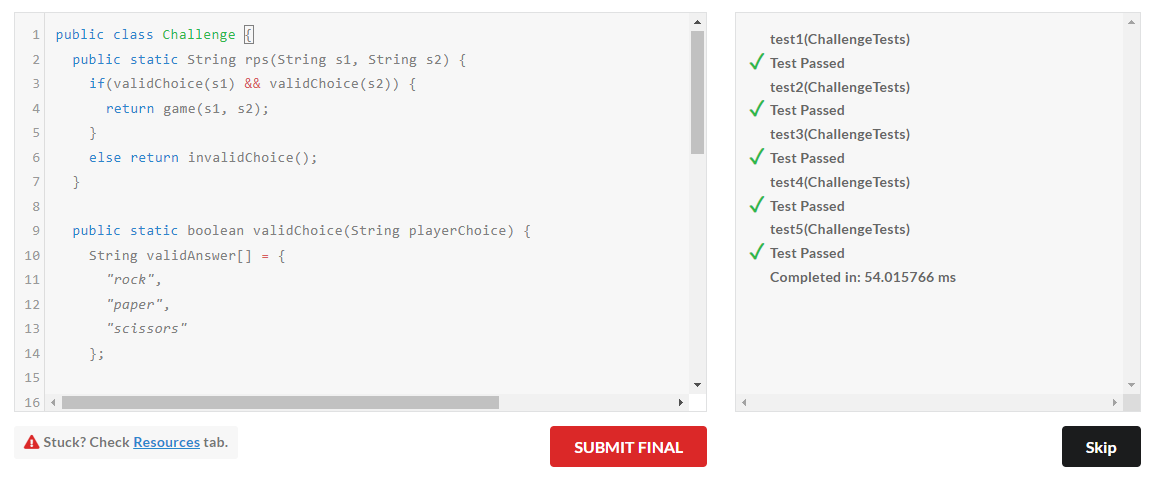 1 public class Challenge {
2 public static String rps(String s1, String s2) {
3 if(validChoice(s1) && validChoice(s2)) {
4 return game(s1, s2);
5 }
6 else return invalidChoice();
7 }
8
9 public static boolean validChoice(String playerChoice) {
10 String validAnswer[] = {
11 "rock",
12 "paper",
13 "scissors"
14 };
15
16
test1(ChallengeTests)
Test Passed
test2(ChallengeTests)
Test Passed
test3(ChallengeTests)
Test Passed
test4(ChallengeTests)
Test Passed
test5(ChallengeTests)
Test Passed
Completed in: 54.015766 ms
Stuck? Check Resources tab.
SUBMIT FINAL
Skip